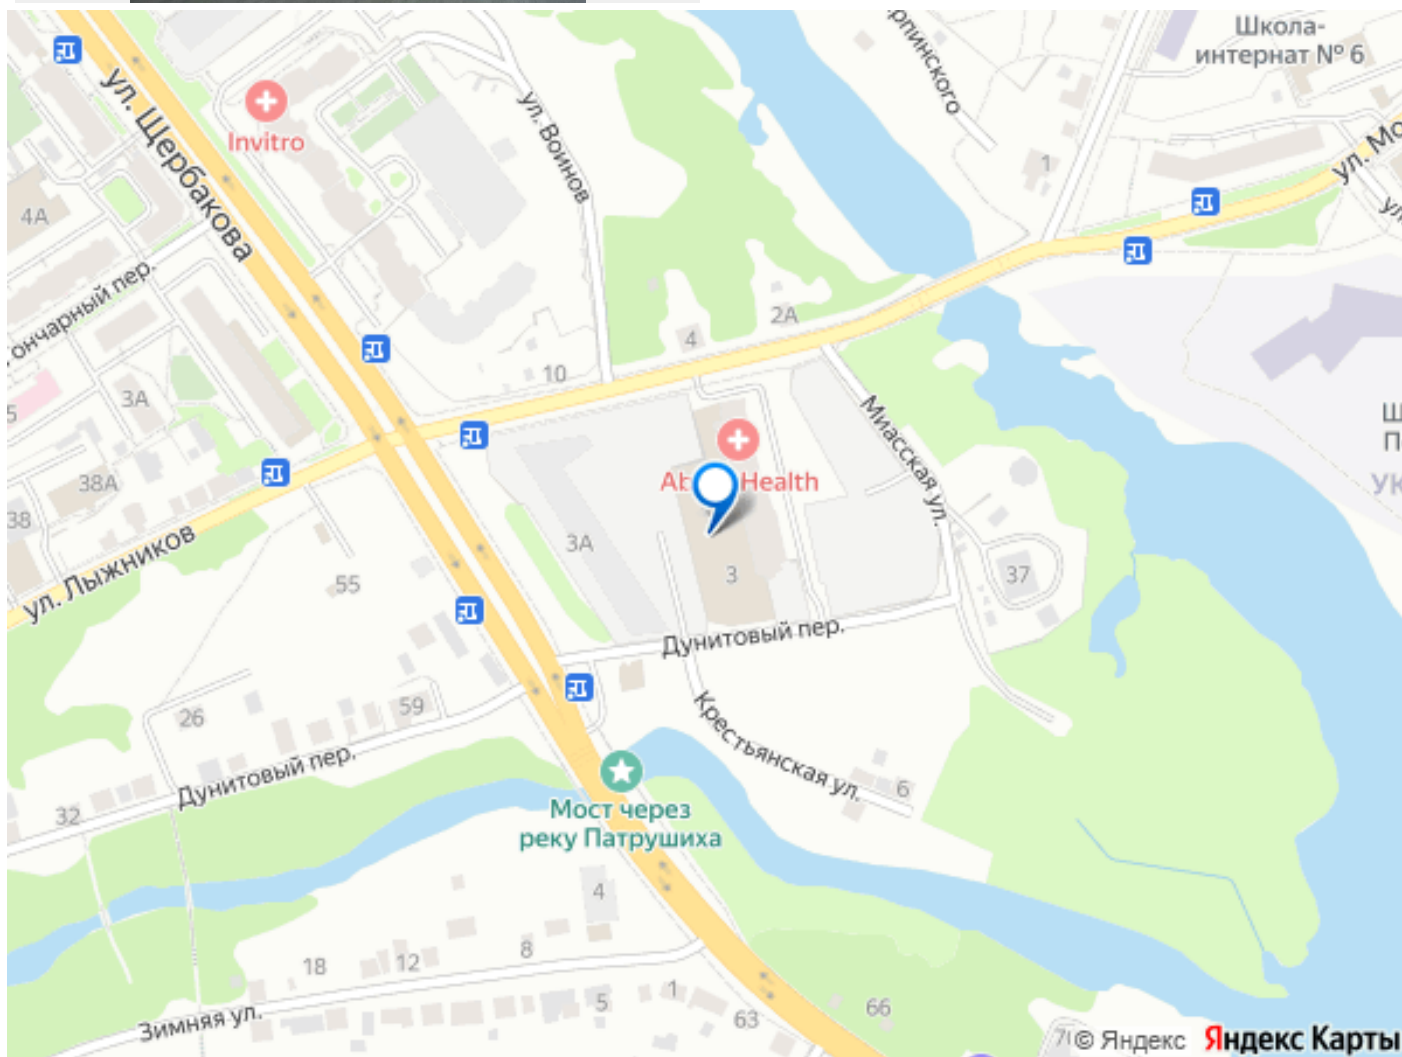 Школа-
интернат № 6
ул. Щербакова
Invitro
ул. Воинов
1
4А
2А
4
10
3А
5
38А
38
Миасская ул.
Health
3А
3
37
ул. Лыжников
55
Дунитовый пер.
26
59
Крестьянская ул.
6
Дунитовый пер.
32
Мост через
реку Патрушиха
4
8
18
12
5
1
63
66
Зимняя ул.
© Яндекс Яндекс Карты